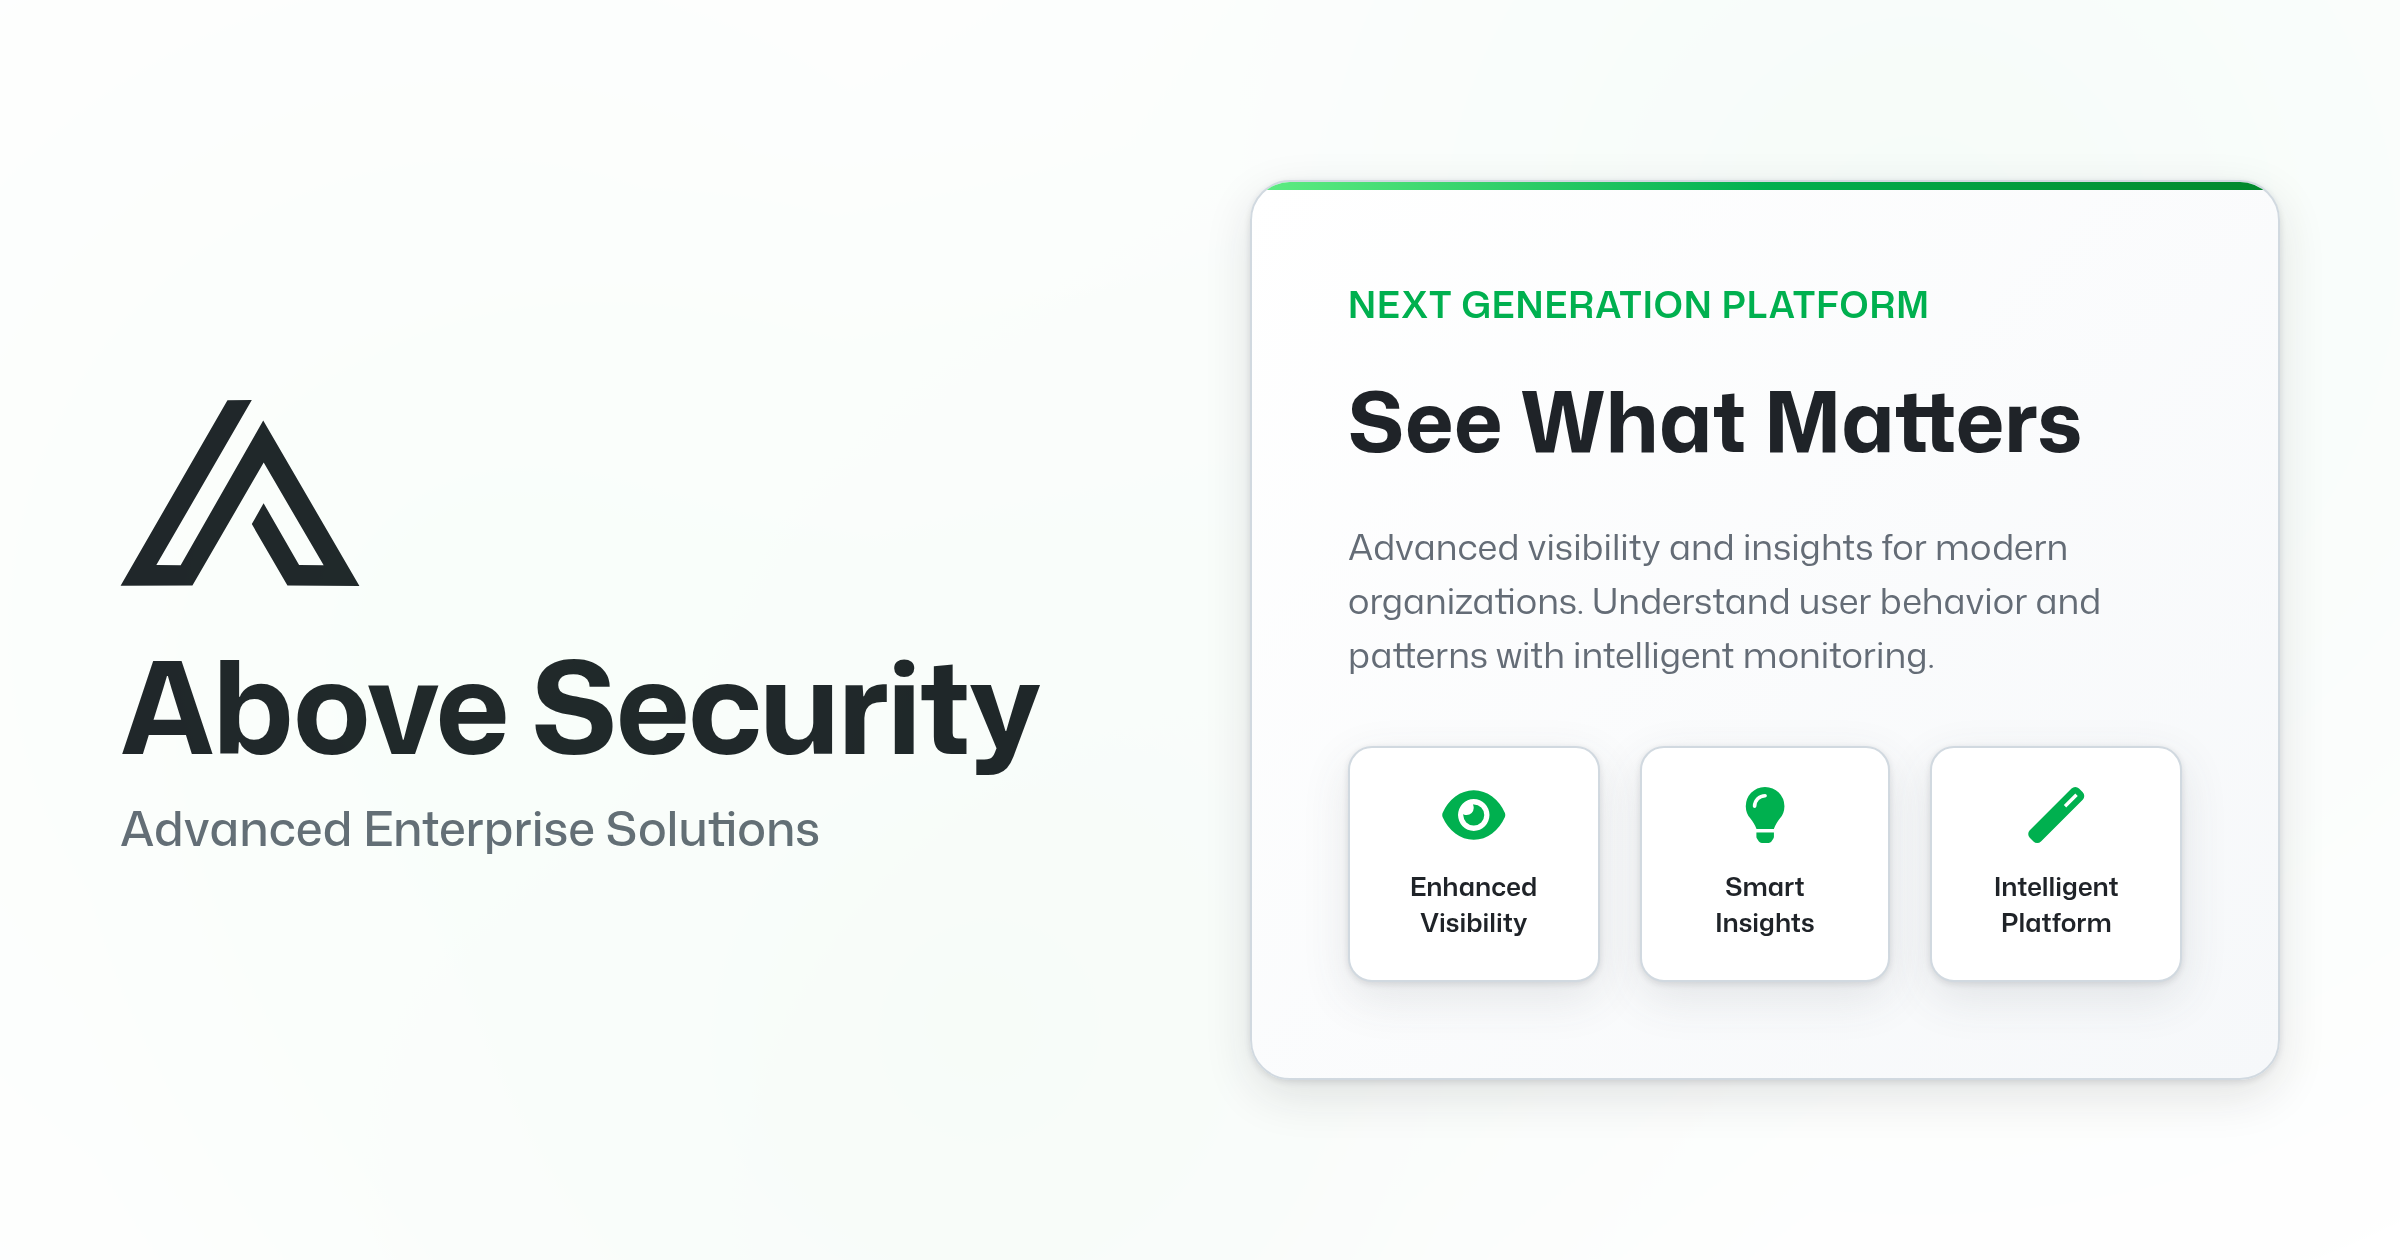 Above Security
Advanced Enterprise Solutions
NEXT GENERATION PLATFORM
See What Matters
Advanced visibility and insights for modern
organizations. Understand user behavior and
patterns with intelligent monitoring.
Enhanced
Visibility
Smart
Insights
Intelligent
Platform